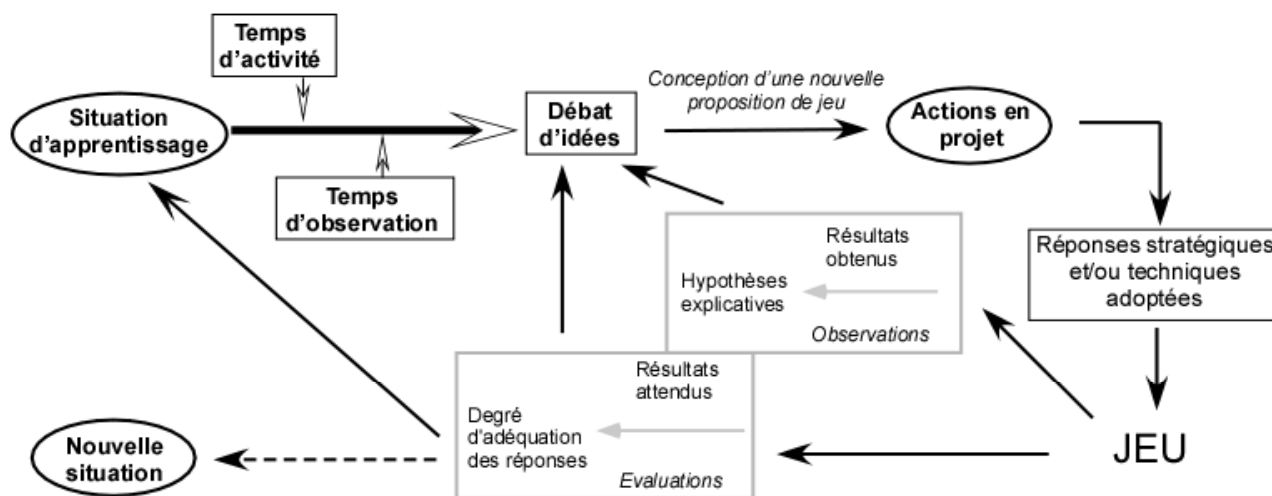 Temps
d'activité
Situation
d'apprentissage
Temps
d'observation
Débat
d'idées
Conception d'une nouvelle
proposition de jeu
Actions en
projet
Réponses stratégiques
et/ou techniques
adoptées
Résultats
obtenus
Hypothèses
explicatives
Observations
Résultats
attendus
Degré
d'adéquation
des réponses
Evaluations
JEU
Nouvelle
situation